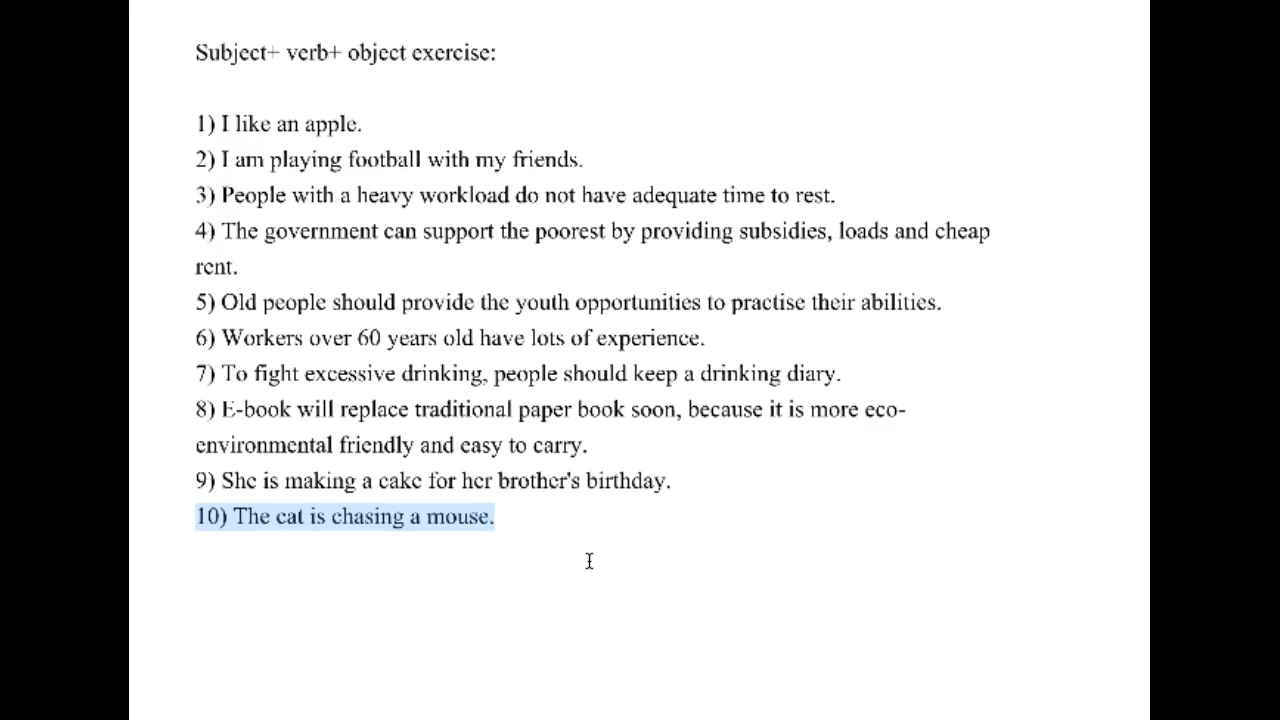 Subject+ verb+ object exercise:
1) I like an apple.
2) I am playing football with my friends.
3) People with a heavy workload do not have adequate time to rest.
4) The government can support the poorest by providing subsidies, loads and cheap
rent.
5) Old people should provide the youth opportunities to practise their abilities.
6) Workers over 60 years old have lots of experience.
7) To fight excessive drinking, people should keep a drinking diary.
8) E-book will replace traditional paper book soon, because it is more eco-
environmental friendly and easy to carry.
9) She is making a cake for her brother's birthday.
10) The cat is chasing a mouse.